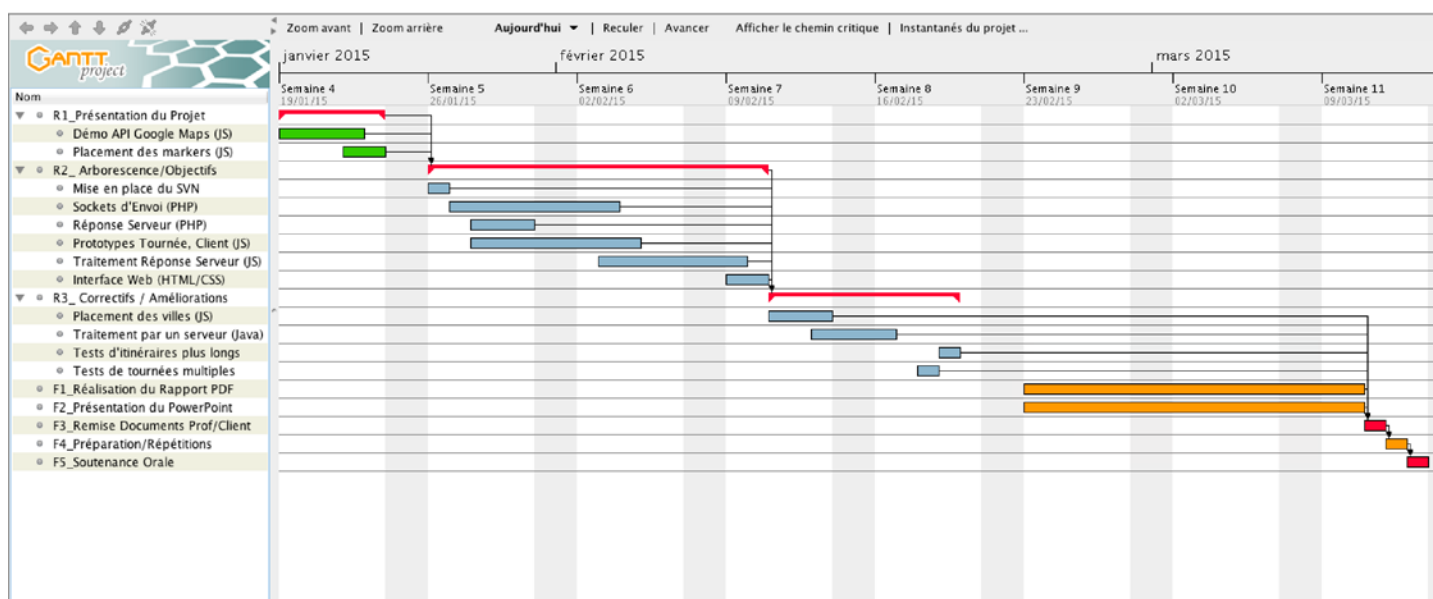 Zoom avant | Zoom arrière Aujourd'hui | Reculer | Avancer Afficher le chemin critique | Instantanés du projet ...
GANTT
project
janvier 2015 février 2015 mars 2015
Semaine 4 Semaine 5 Semaine 6 Semaine 7 Semaine 8 Semaine 9 Semaine 10 Semaine 11
19/01/15 26/01/15 02/02/15 09/02/15 16/02/15 23/02/15 02/03/15 09/03/15
Nom
R1_Présentation du Projet
Démo API Google Maps (JS)
Placement des markers (JS)
R2_ Arborescence/Objectifs
Mise en place du SVN
Sockets d'Envoi (PHP)
Réponse Serveur (PHP)
Prototypes Tournée, Client (JS)
Traitement Réponse Serveur (JS)
Interface Web (HTML/CSS)
R3_ Correctifs / Améliorations
Placement des villes (JS)
Traitement par un serveur (Java)
Tests d'itinéraires plus longs
Tests de tournées multiples
F1_Réalisation du Rapport PDF
F2_Présentation du PowerPoint
F3_Remise Documents Prof/Client
F4_Préparation/Répétitions
F5_Soutenance Orale